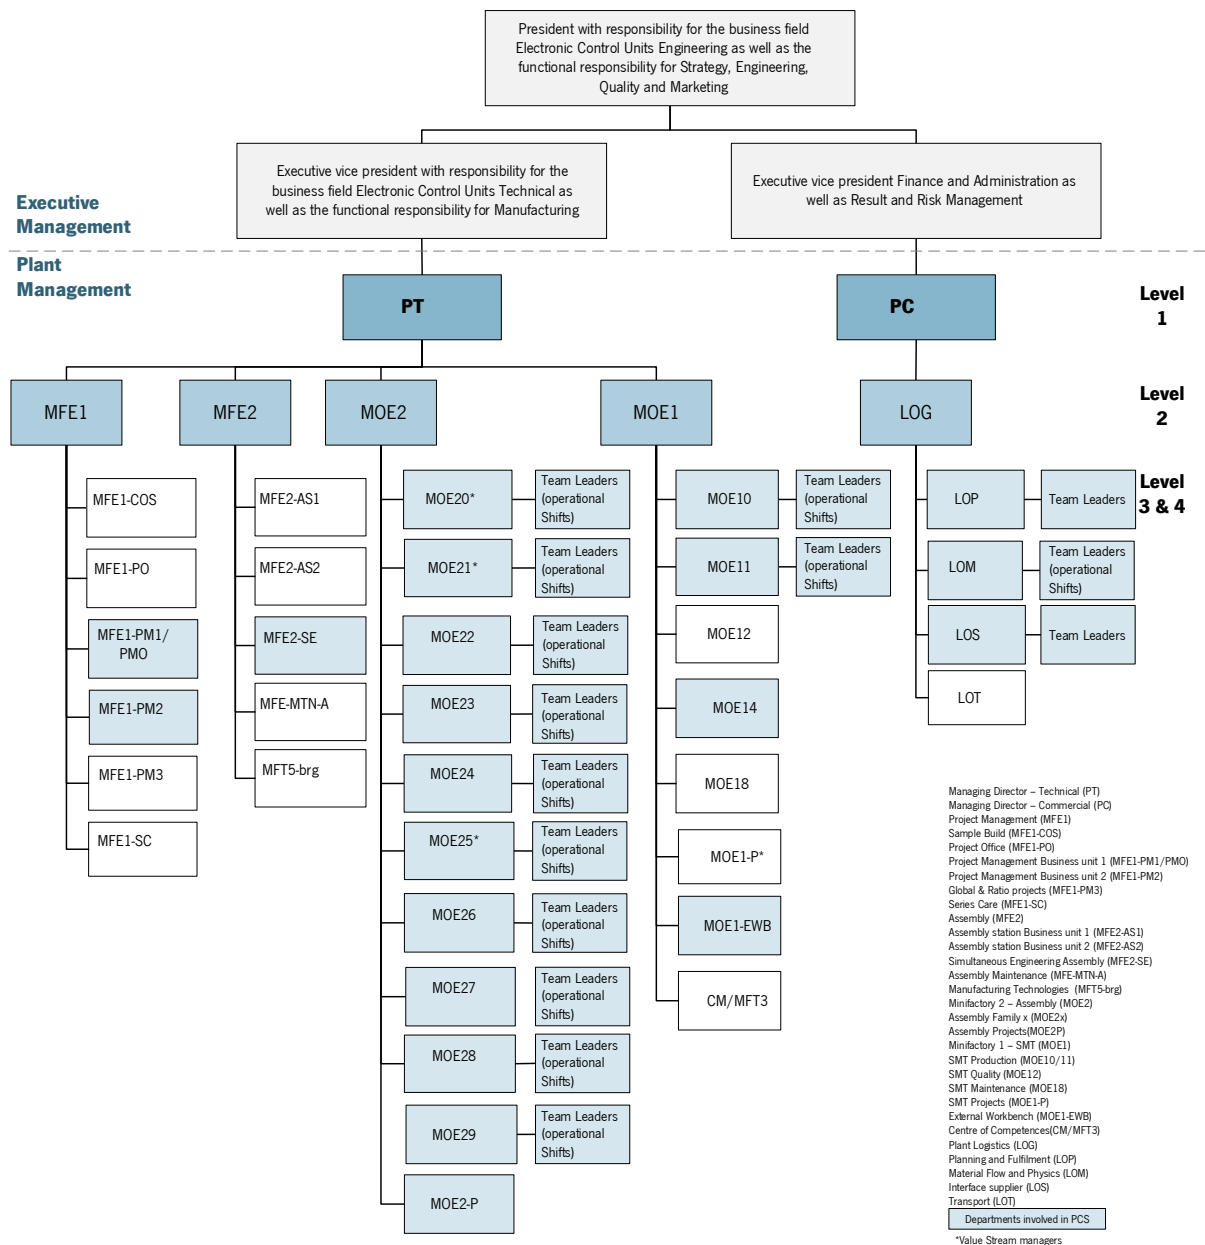 President with responsibility for the business field
Electronic Control Units Engineering as well as the
functional responsibility for Strategy, Engineering,
Quality and Marketing
Executive vice president with responsibility for the
business field Electronic Control Units Technical as
well as the functional responsibility for Manufacturing
Executive vice president Finance and Administration as
well as Result and Risk Management
Executive
Management
Plant
Management
PT
PC
Level
1
MFE1
MFE2
MOE2
MOE1
LOG
Level
2
Level
3 & 4
MFE1-COS
MFE1-PO
MFE1-PM1/
PMO
MFE1-PM2
MFE1-PM3
MFE1-SC
MFE2-AS1
MFE2-AS2
MFE2-SE
MFE-MTN-A
MFT5-brg
MOE20*
Team Leaders
(operational
Shifts)
MOE21*
Team Leaders
(operational
Shifts)
MOE22
Team Leaders
(operational
Shifts)
MOE23
Team Leaders
(operational
Shifts)
MOE24
Team Leaders
(operational
Shifts)
MOE25*
Team Leaders
(operational
Shifts)
MOE26
Team Leaders
(operational
Shifts)
MOE27
Team Leaders
(operational
Shifts)
MOE28
Team Leaders
(operational
Shifts)
MOE29
Team Leaders
(operational
Shifts)
MOE2-P
MOE10
Team Leaders
(operational
Shifts)
MOE11
Team Leaders
(operational
Shifts)
MOE12
MOE14
MOE18
MOE1-P*
MOE1-EWB
CM/MFT3
LOP
Team Leaders
LOM
Team Leaders
(operational
Shifts)
LOS
Team Leaders
LOT
Managing Director – Technical (PT)
Managing Director – Commercial (PC)
Project Management (MFE1)
Sample Build (MFE1-COS)
Project Office (MFE1-PO)
Project Management Business unit 1 (MFE1-PM1/PMO)
Project Management Business unit 2 (MFE1-PM2)
Global & Ratio projects (MFE1-PM3)
Series Care (MFE1-SC)
Assembly (MFE2)
Assembly station Business unit 1 (MFE2-AS1)
Assembly station Business unit 2 (MFE2-AS2)
Simultaneous Engineering Assembly (MFE2-SE)
Assembly Maintenance (MFE-MTN-A)
Manufacturing Technologies (MFT5-brg)
Minifactory 2 – Assembly (MOE2)
Assembly Family x (MOE2x)
Assembly Projects(MOE2P)
Minifactory 1 – SMT (MOE1)
SMT Production (MOE10/11)
SMT Quality (MOE12)
SMT Maintenance (MOE18)
SMT Projects (MOE1-P)
External Workbench (MOE1-EWB)
Centre of Competences(CM/MFT3)
Plant Logistics (LOG)
Planning and Fulfilment (LOP)
Material Flow and Physics (LOM)
Interface supplier (LOS)
Transport (LOT)
Departments involved in PCS
*Value Stream managers